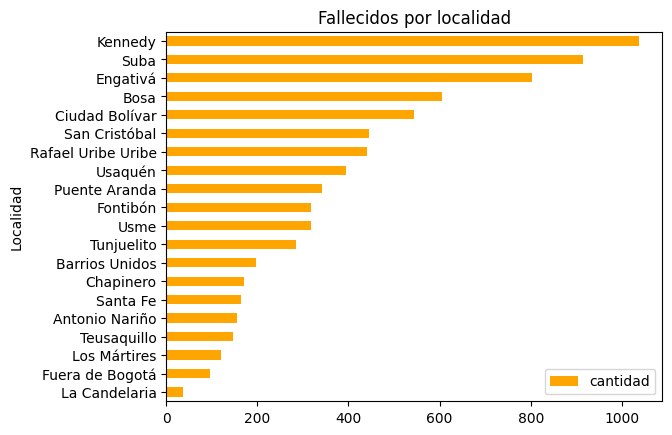 Fallecidos por localidad
Localidad
Kennedy
Suba
Engativá
Bosa
Ciudad Bolívar
San Cristóbal
Rafael Uribe Uribe
Usaquén
Puente Aranda
Fontibón
Usme
Tunjuelito
Barrios Unidos
Chapinero
Santa Fe
Antonio Nariño
Teusaquillo
Los Mártires
Fuera de Bogotá
La Candelaria
cantidad
0 200 400 600 800 1000